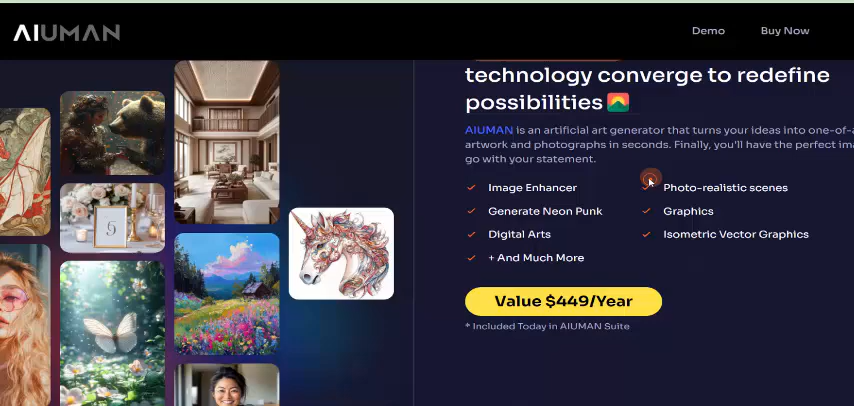 AIUMAN
Demo
Buy Now
technology converge to redefine
possibilities
AIUMAN is an artificial art generator that turns your ideas into one-of-
artwork and photographs in seconds. Finally, you'll have the perfect
go with your statement.
Image Enhancer
Photo-realistic scenes
Generate Neon Punk
Graphics
Digital Arts
Isometric Vector Graphics
+ And Much More
Value $449/Year
* Included Today in AIUMAN Suite
5